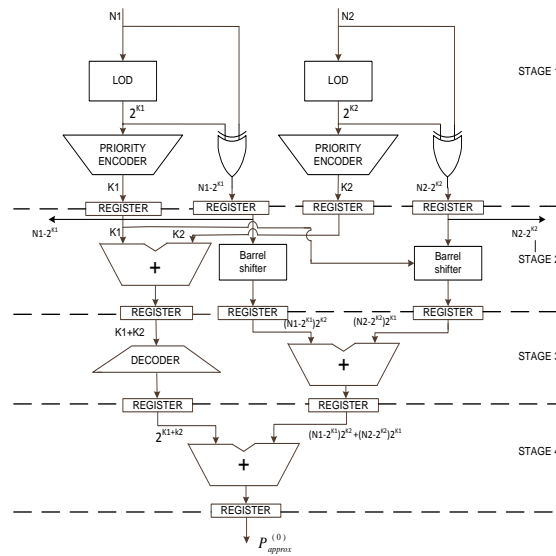 N1
N2
LOD
LOD
STAGE 1
2^K1
2^K2
PRIORITY ENCODER
PRIORITY ENCODER
K1
N1-2^K1
K2
N2-2^K2
REGISTER
REGISTER
REGISTER
REGISTER
N1-2^K1
K1
K2
N2-2^K2
+
Barrel shifter
Barrel shifter
STAGE 2
REGISTER
REGISTER
REGISTER
K1+K2
(N1-2^K1)2^K2
(N2-2^K2)2^K1
DECODER
+
STAGE 3
REGISTER
REGISTER
2^K1+k2
(N1-2^K1)2^K2+(N2-2^K2)2^K1
+
STAGE 4
REGISTER
P_approx^(0)